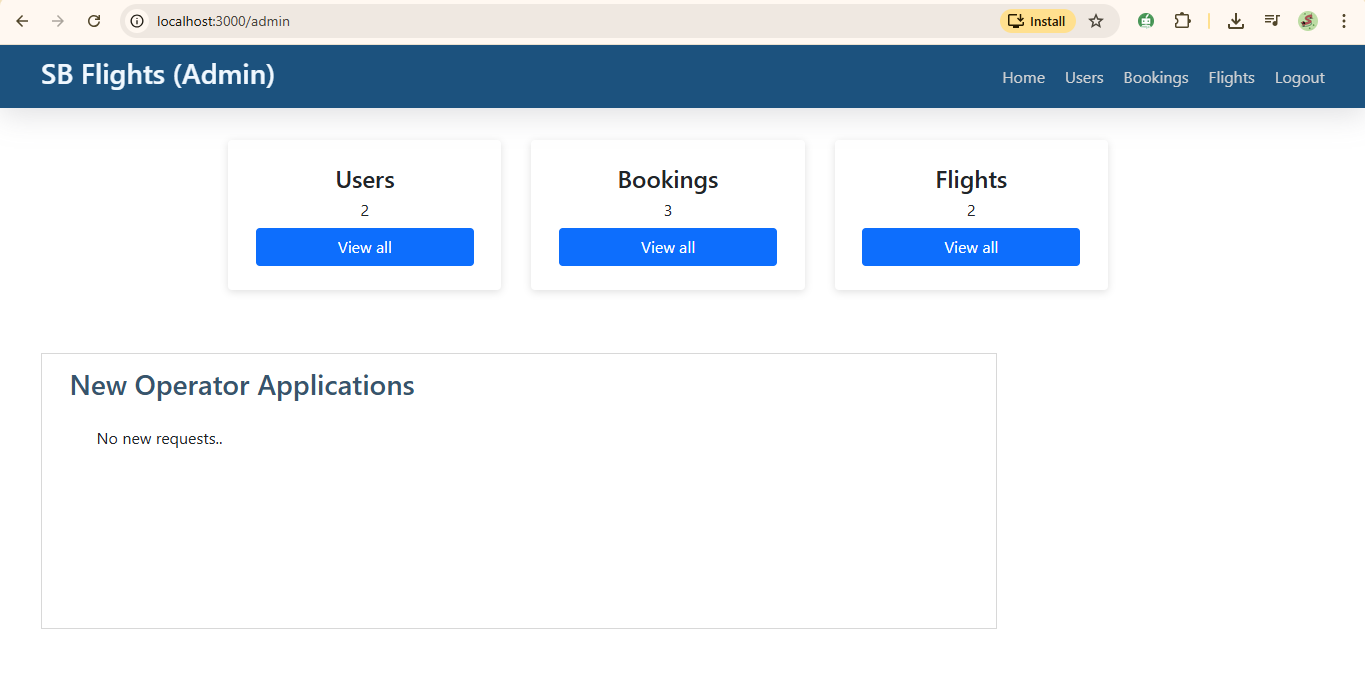 localhost:3000/admin
Install
SB Flights (Admin)
Home Users Bookings Flights Logout
Users
2
View all
Bookings
3
View all
Flights
2
View all
New Operator Applications
No new requests..